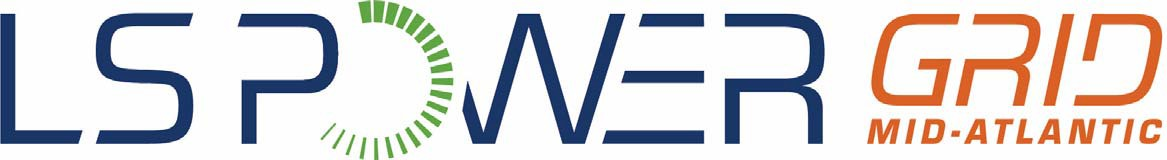 LS POWER GRID
MID-ATLANTIC